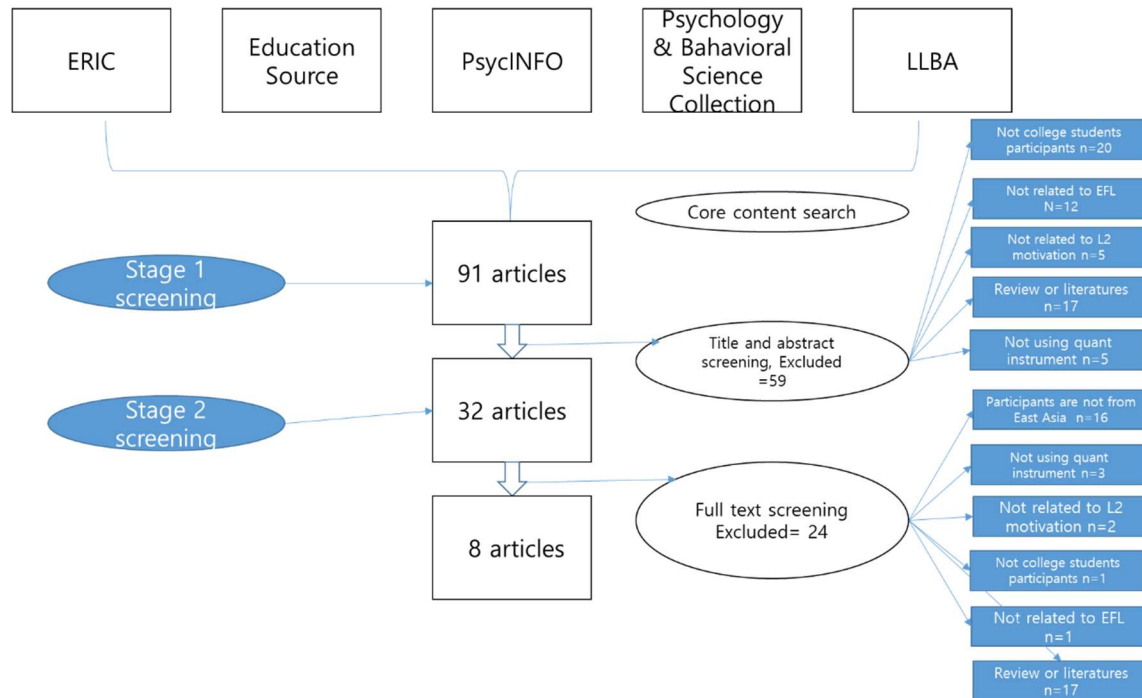 ERIC
Education
Source
PsycINFO
Psychology
& Bahavioral
Science
Collection
LLBA
Core content search
Stage 1
screening
91 articles
Title and abstract
screening, Excluded
=59
Not college students
participants n=20
Not related to EFL
N=12
Not related to L2
motivation n=5
Review or literatures
n=17
Not using quant
instrument n=5
Stage 2
screening
32 articles
Full text screening
Excluded= 24
8 articles
Participants are not from
East Asia n=16
Not using quant
instrument n=3
Not related to L2
motivation n=2
Not college students
participants n=1
Not related to EFL
n=1
Review or literatures
n=17